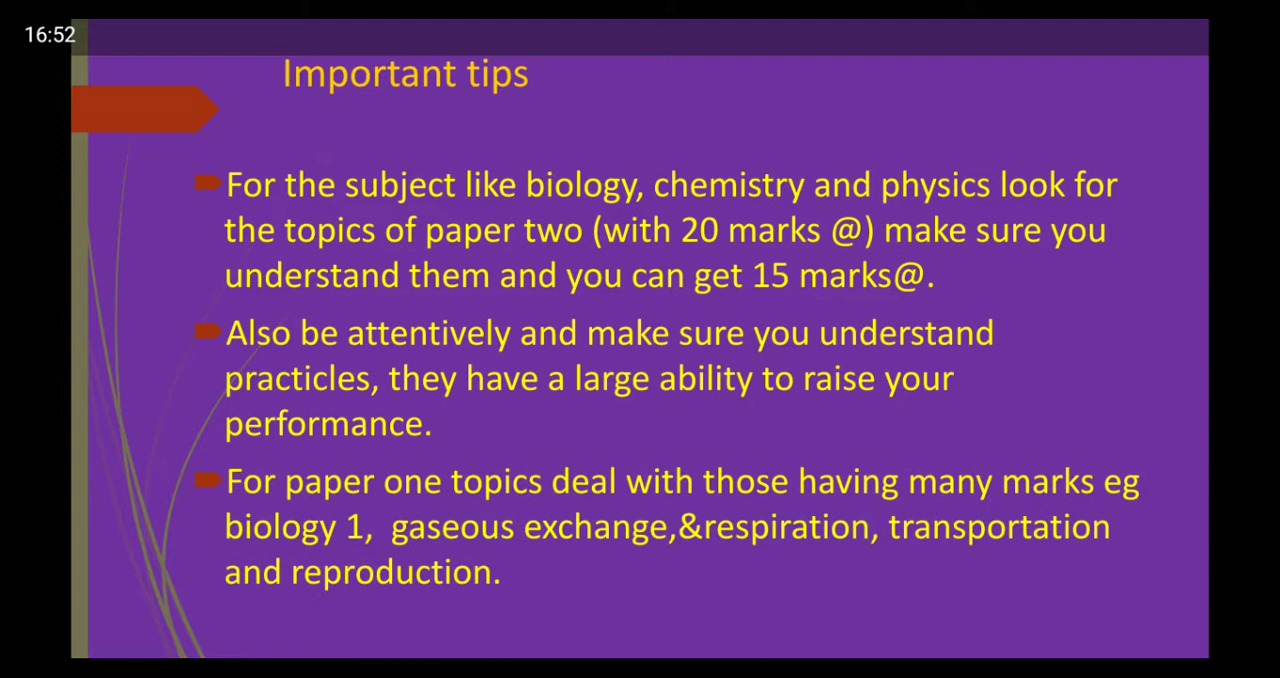 16:52
Important tips
For the subject like biology, chemistry and physics look for
the topics of paper two (with 20 marks @) make sure you
understand them and you can get 15 marks@.
Also be attentively and make sure you understand
practicles, they have a large ability to raise your
performance.
For paper one topics deal with those having many marks eg
biology 1, gaseous exchange,&respiration, transportation
and reproduction.